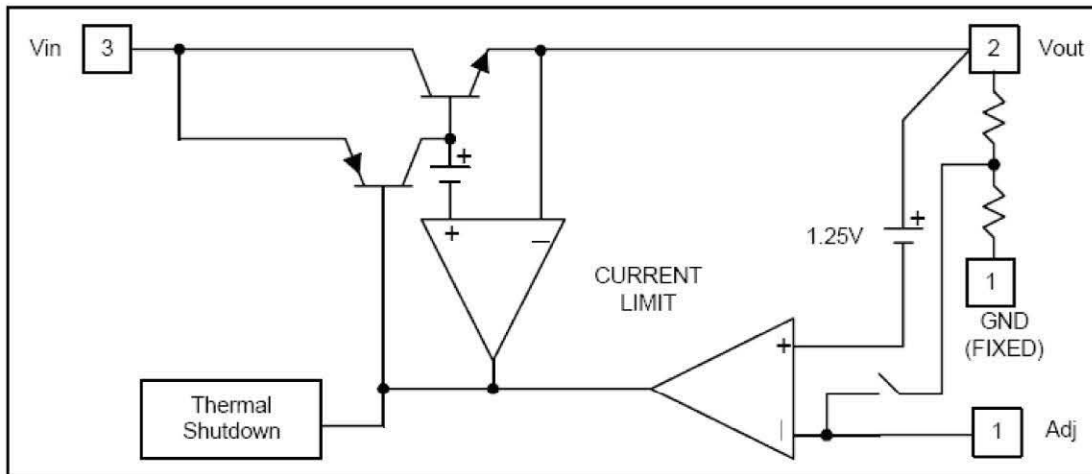 Vin 3
2 Vout
+
+ −
1.25V +
CURRENT
LIMIT
1
GND
(FIXED)
+
−
Thermal
Shutdown
1 Adj